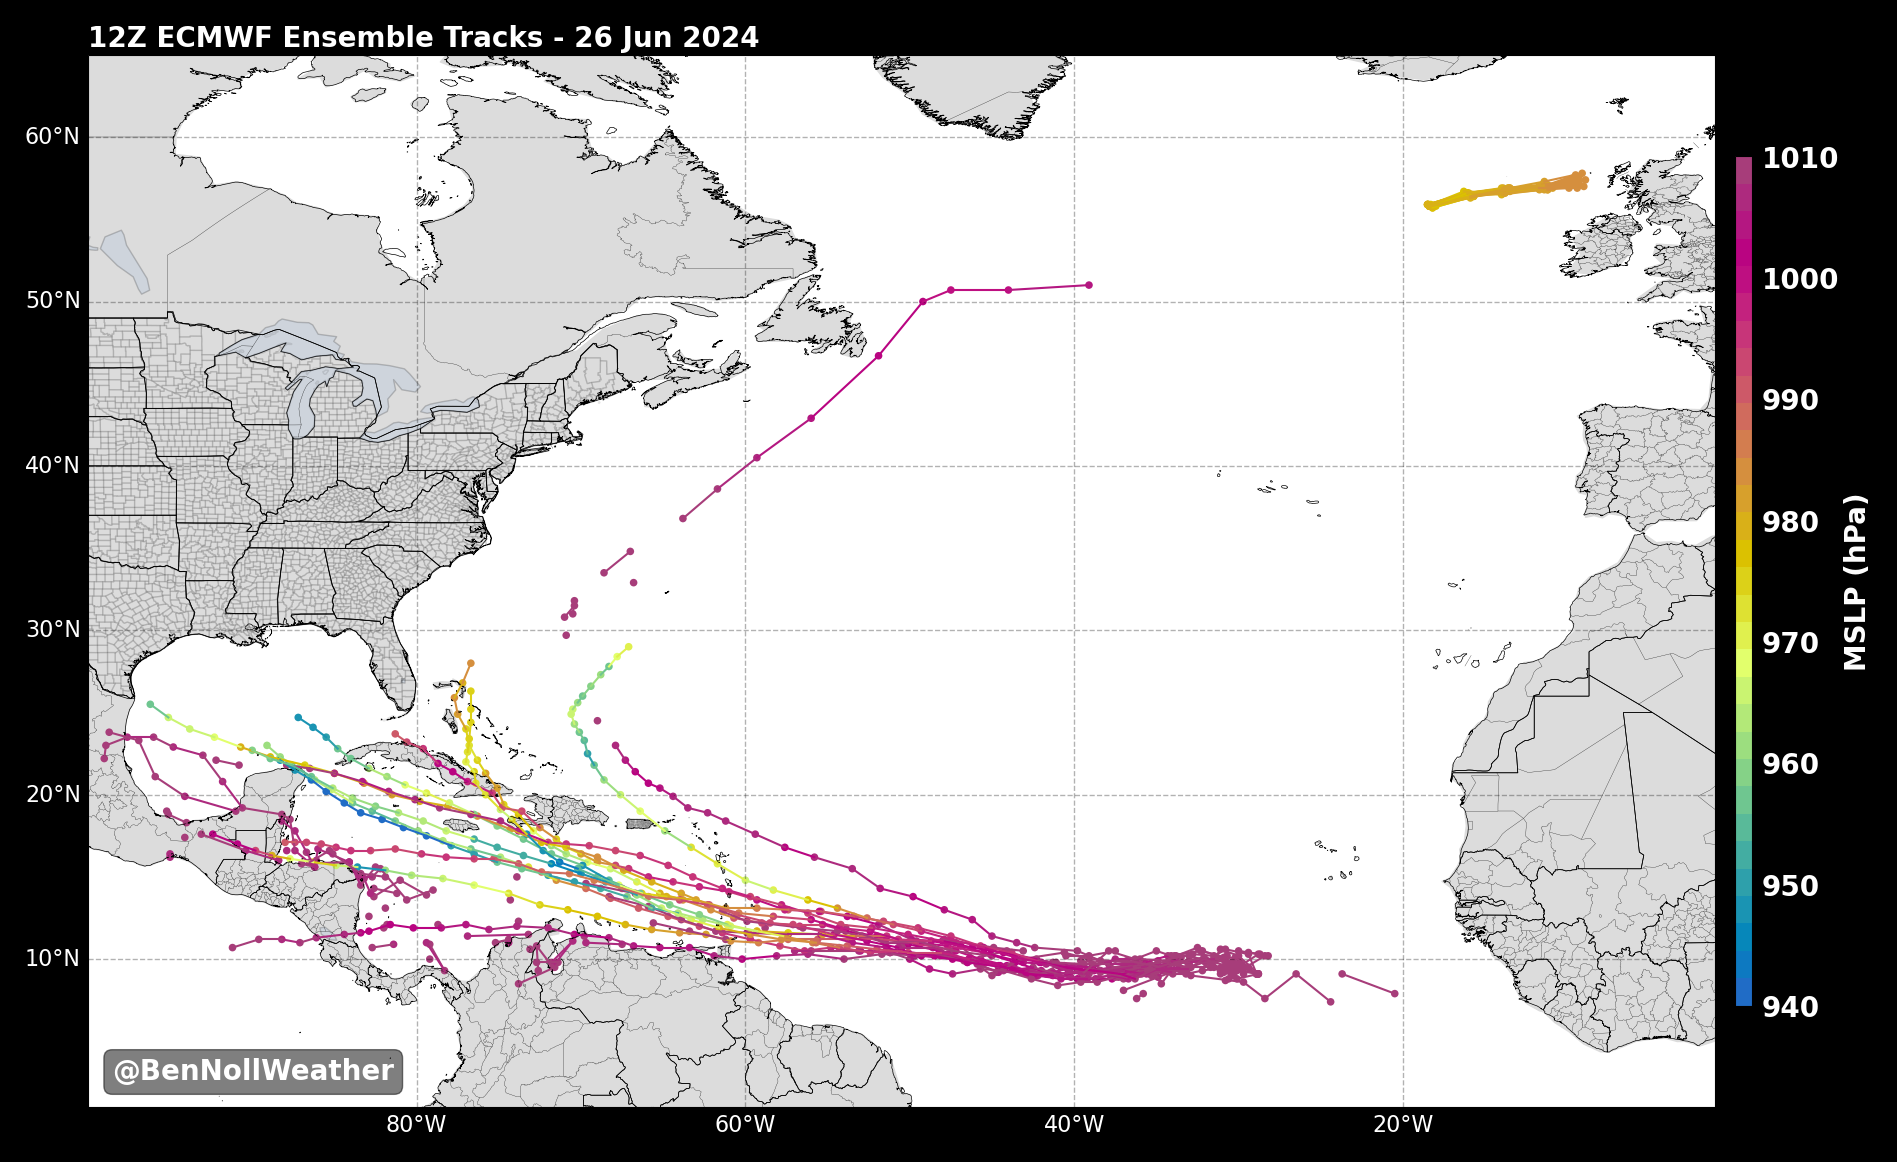 12Z ECMWF Ensemble Tracks - 26 Jun 2024
60°N
50°N
40°N
30°N
20°N
10°N
80°W
60°W
40°W
20°W
1010
1000
990
980
970
960
950
940
MSLP (hPa)
@BenNollWeather